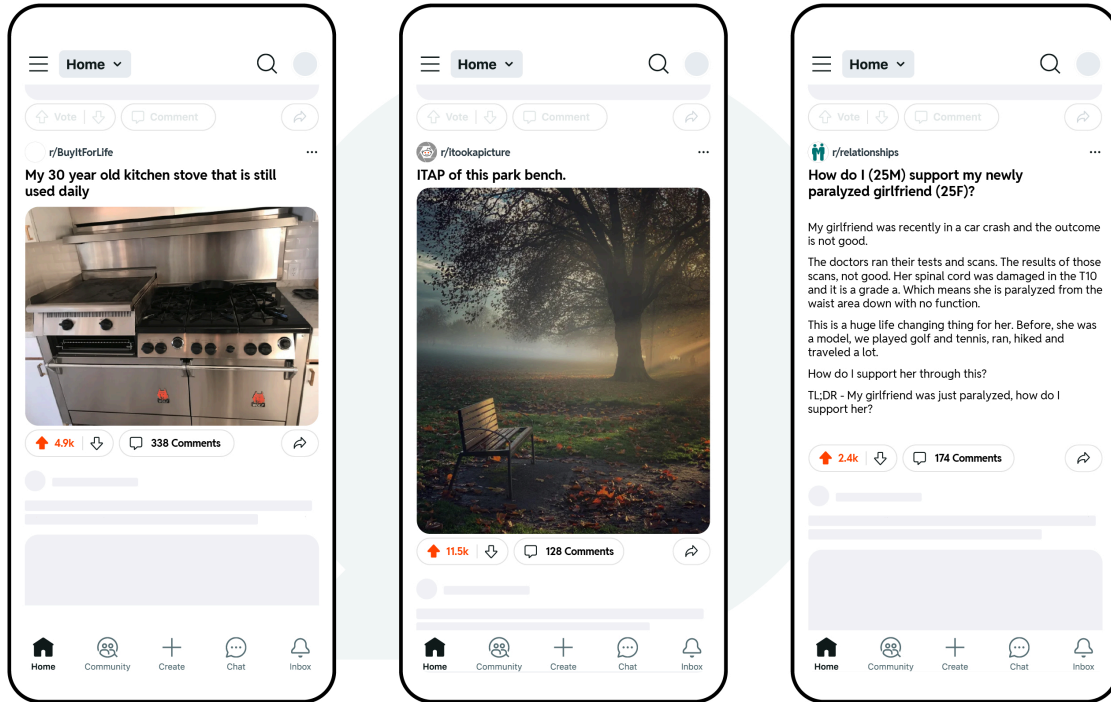 Home
Vote
Comment
r/BuyItForLife
My 30 year old kitchen stove that is still
used daily
4.9k
338 Comments
Home
Community
Create
Chat
Inbox
Home
Vote
Comment
r/itookapicture
ITAP of this park bench.
11.5k
128 Comments
Home
Community
Create
Chat
Inbox
Home
Vote
Comment
r/relationships
How do I (25M) support my newly
paralyzed girlfriend (25F)?
My girlfriend was recently in a car crash and the outcome
is not good.
The doctors ran their tests and scans. The results of those
scans, not good. Her spinal cord was damaged in the T10
and it is a grade a. Which means she is paralyzed from the
waist area down with no function.
This is a huge life changing thing for her. Before, she was
a model, we played golf and tennis, ran, hiked and
traveled a lot.
How do I support her through this?
TL;DR - My girlfriend was just paralyzed, how do I
support her?
2.4k
174 Comments
Home
Community
Create
Chat
Inbox